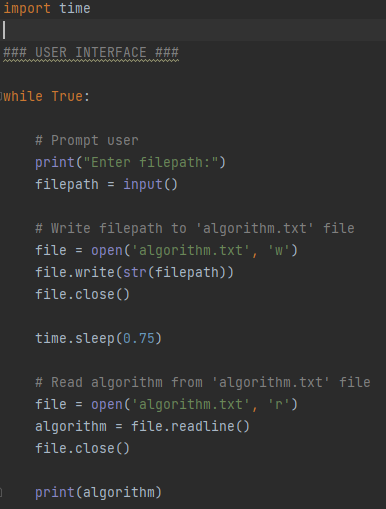 import time
### USER INTERFACE ###
while True:
# Prompt user
print("Enter filepath:")
filepath = input()
# Write filepath to 'algorithm.txt' file
file = open('algorithm.txt', 'w')
file.write(str(filepath))
file.close()
time.sleep(0.75)
# Read algorithm from 'algorithm.txt' file
file = open('algorithm.txt', 'r')
algorithm = file.readline()
file.close()
print(algorithm)